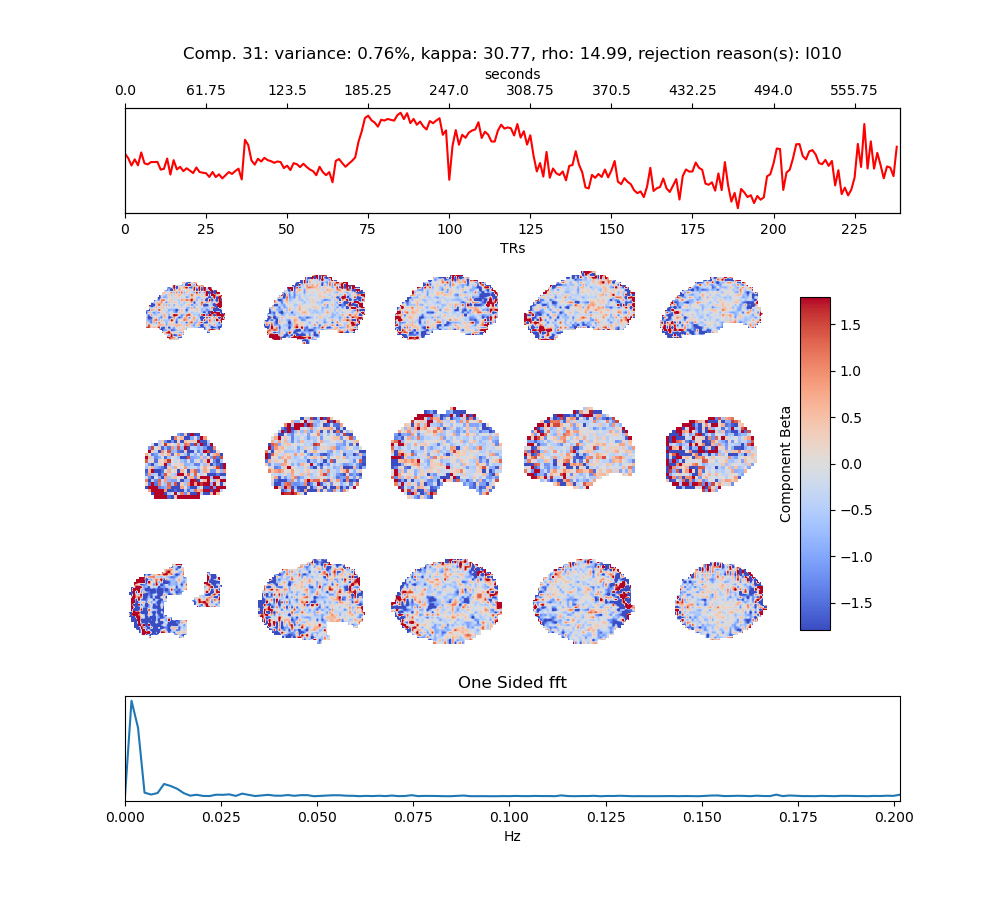 Comp. 31: variance: 0.76%, kappa: 30.77, rho: 14.99, rejection reason(s): I010
seconds
0.0 61.75 123.5 185.25 247.0 308.75 370.5 432.25 494.0 555.75
0 25 50 75 100 125 150 175 200 225
TRs
1.5
1.0
0.5
0.0
−0.5
−1.0
−1.5
Component Beta
One Sided fft
0.000 0.025 0.050 0.075 0.100 0.125 0.150 0.175 0.200
Hz